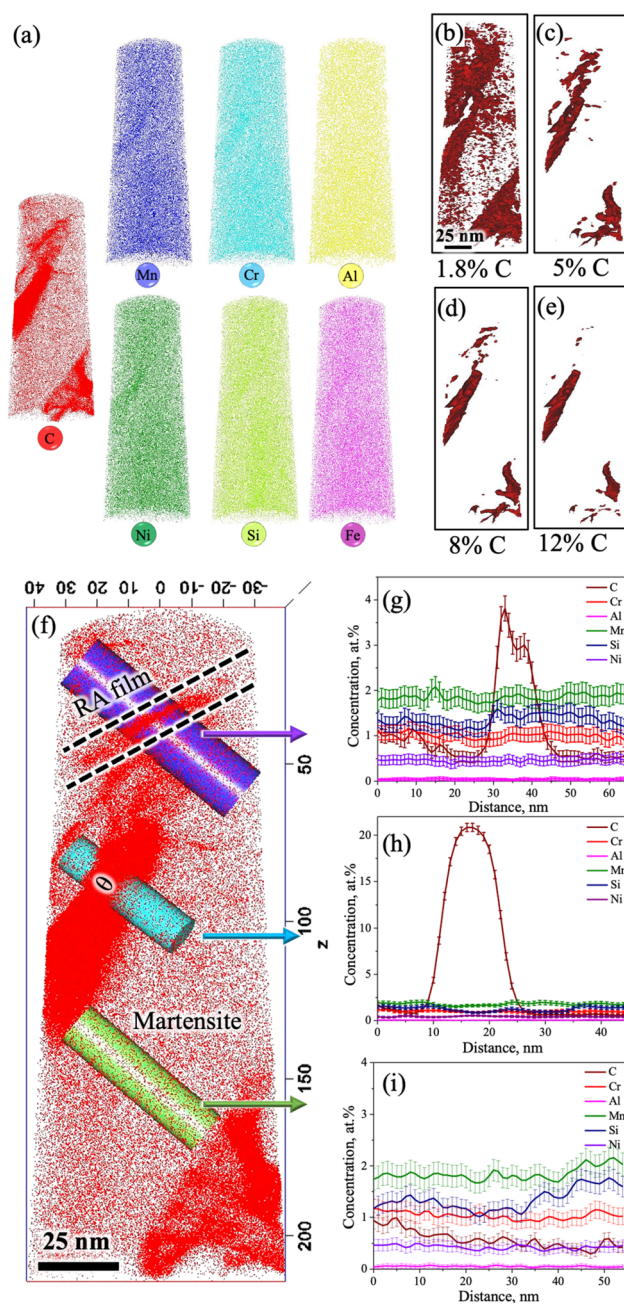 (a)
Mn
Cr
Al
C
Ni
Si
Fe
(b)
25 nm
1.8% C
(c)
5% C
(d)
8% C
(e)
12% C
40 30 20 10 0 -10 -20 -30
(f)
RA film
θ
Martensite
25 nm
50
100
z
150
200
(g)
C
Cr
Al
Mn
Si
Ni
Concentration, at.%
4
3
2
1
0
0 10 20 30 40 50 60
Distance, nm
(h)
C
Cr
Al
Mn
Si
Ni
Concentration, at.%
20
15
10
5
0
0 10 20 30 40
Distance, nm
(i)
C
Cr
Al
Mn
Si
Ni
Concentration, at.%
4
3
2
1
0
0 10 20 30 40 50
Distance, nm